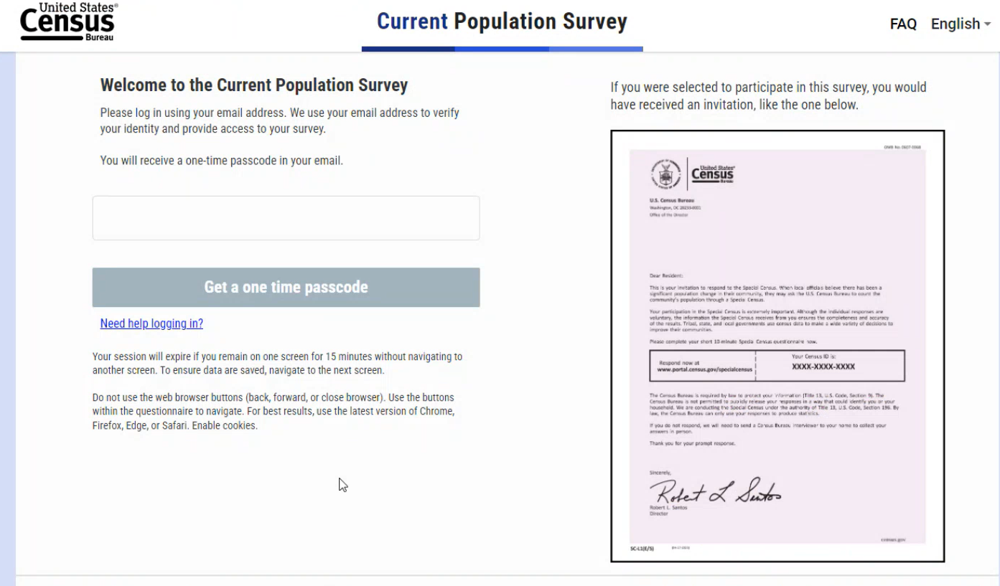 United States®
Census
Bureau
Current Population Survey
FAQ
English
Welcome to the Current Population Survey
Please log in using your email address. We use your email address to verify
your identity and provide access to your survey.
You will receive a one-time passcode in your email.
Get a one time passcode
Need help logging in?
Your session will expire if you remain on one screen for 15 minutes without navigating to
another screen. To ensure data are saved, navigate to the next screen.
Do not use the web browser buttons (back, forward, or close browser). Use the buttons
within the questionnaire to navigate. For best results, use the latest version of Chrome,
Firefox, Edge, or Safari. Enable cookies.
If you were selected to participate in this survey, you would
have received an invitation, like the one below.
United States®
Census
Bureau
U.S. Census Bureau
Washington, DC 20233-0001
Office of the Director
Dear Resident:
This is your invitation to respond to the Special Census. When local officials believe there has been a
significant population change in their community, they may ask the U.S. Census Bureau to count the
community's population through a Special Census.
Your participation in the Special Census is extremely important. Although the individual responses are
voluntary, the information the Special Census receives from you ensures the completeness and accuracy
of the results. Tribal, state, and local governments use census data to make a wide variety of decisions to
improve their communities.
Please complete your short 10-minute Special Census questionnaire now.
Respond now at
www.portal.census.gov/specialcensus
Your Census ID is:
XXXX-XXXX-XXXX
The Census Bureau is required by law to protect your information (Title 13, U.S. Code, Section 9). The
Census Bureau is not permitted to publicly release your responses in a way that could identify you or your
household. We are conducting the Special Census under the authority of Title 13, U.S. Code, Section 196. By
law, the Census Bureau can only use your responses to produce statistics.
If you do not respond, we will need to send a Census Bureau interviewer to your home to collect your
answers in person.
Thank you for your prompt response.
Sincerely,
Robert L Santos
Robert L. Santos
Director
census.gov
SC-L1(E/S)